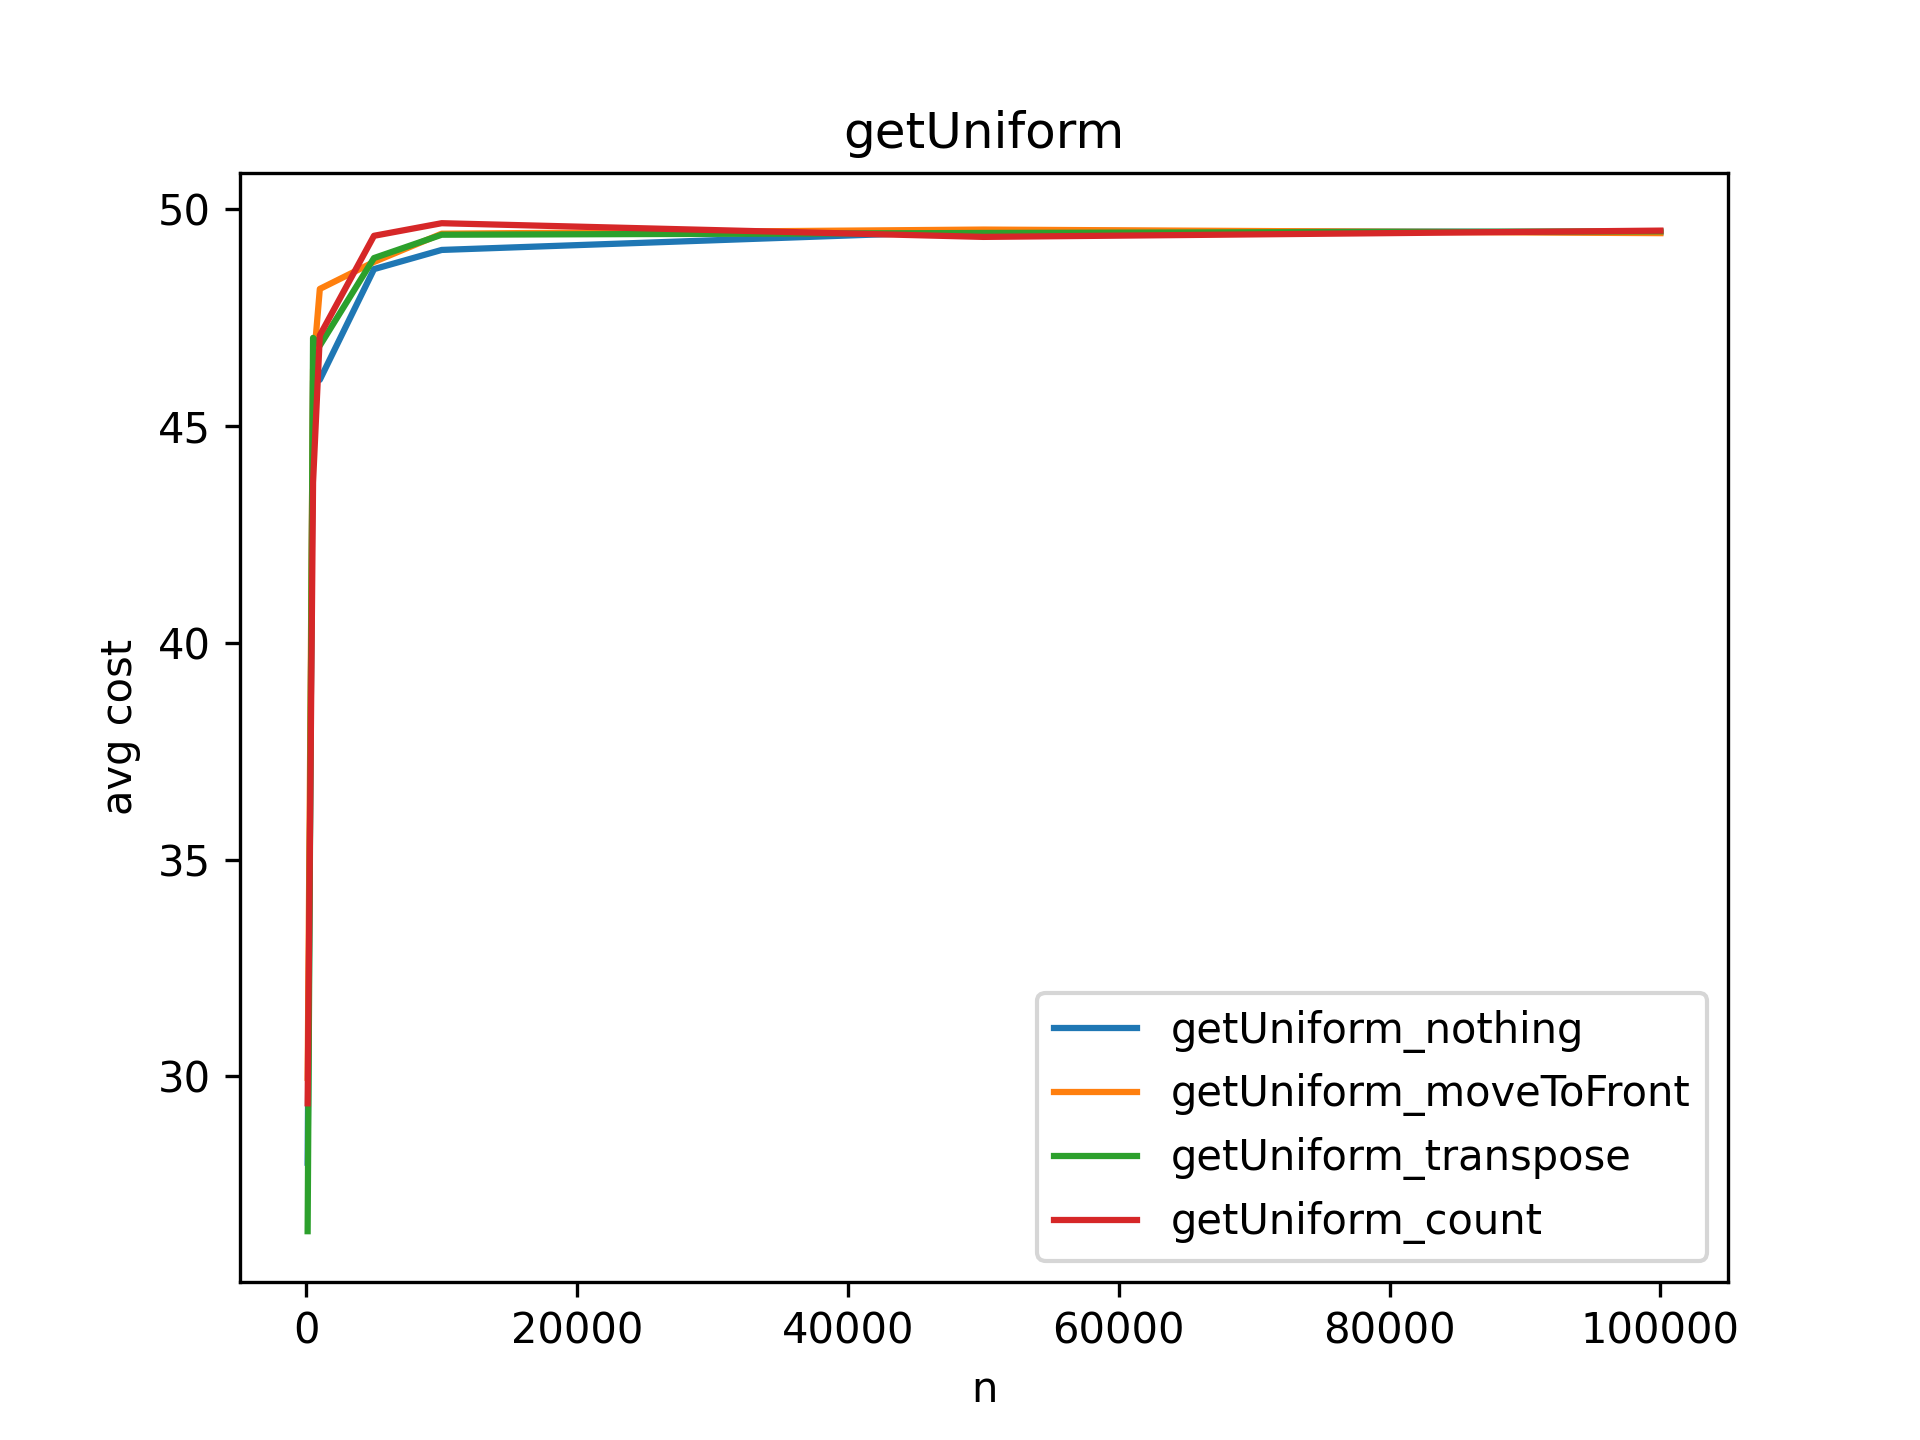 getUniform
50
45
40
35
30
avg cost
0 20000 40000 60000 80000 100000
n
getUniform_nothing
getUniform_moveToFront
getUniform_transpose
getUniform_count